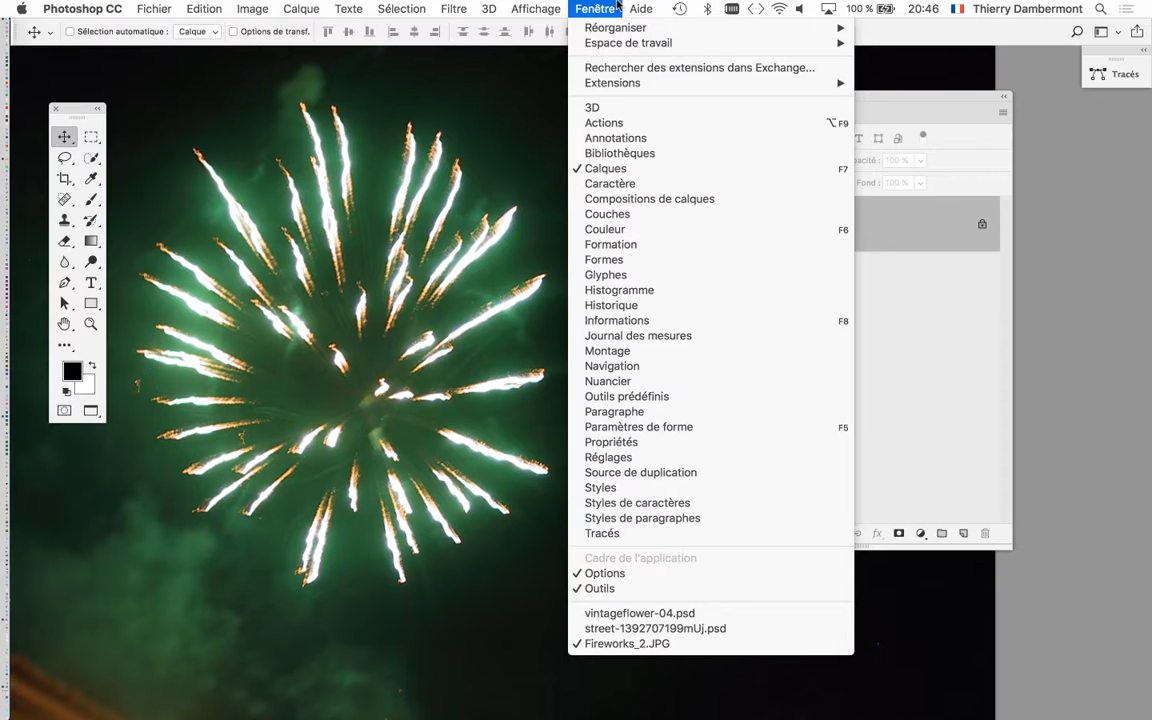 Photoshop CC Fichier Edition Image Calque Texte Sélection Filtre 3D Affichage Fenêtre Aide 100 % 20:46 Thierry Dambermont
Sélection automatique : Calque Options de transf.
Réorganiser
Espace de travail
Rechercher des extensions dans Exchange...
Extensions
3D
Actions ⌥F9
Annotations
Bibliothèques
✓ Calques F7
Caractère
Compositions de calques
Couches
Couleur F6
Formation
Formes
Glyphes
Histogramme
Historique
Informations F8
Journal des mesures
Montage
Navigation
Nuancier
Outils prédéfinis
Paragraphe
Paramètres de forme F5
Propriétés
Réglages
Source de duplication
Styles
Styles de caractères
Styles de paragraphes
Tracés
Cadre de l'application
✓ Options
✓ Outils
vintageflower-04.psd
street-1392707199mUj.psd
✓ Fireworks_2.JPG
Tracés
100 %
Fond : 100 %
fx